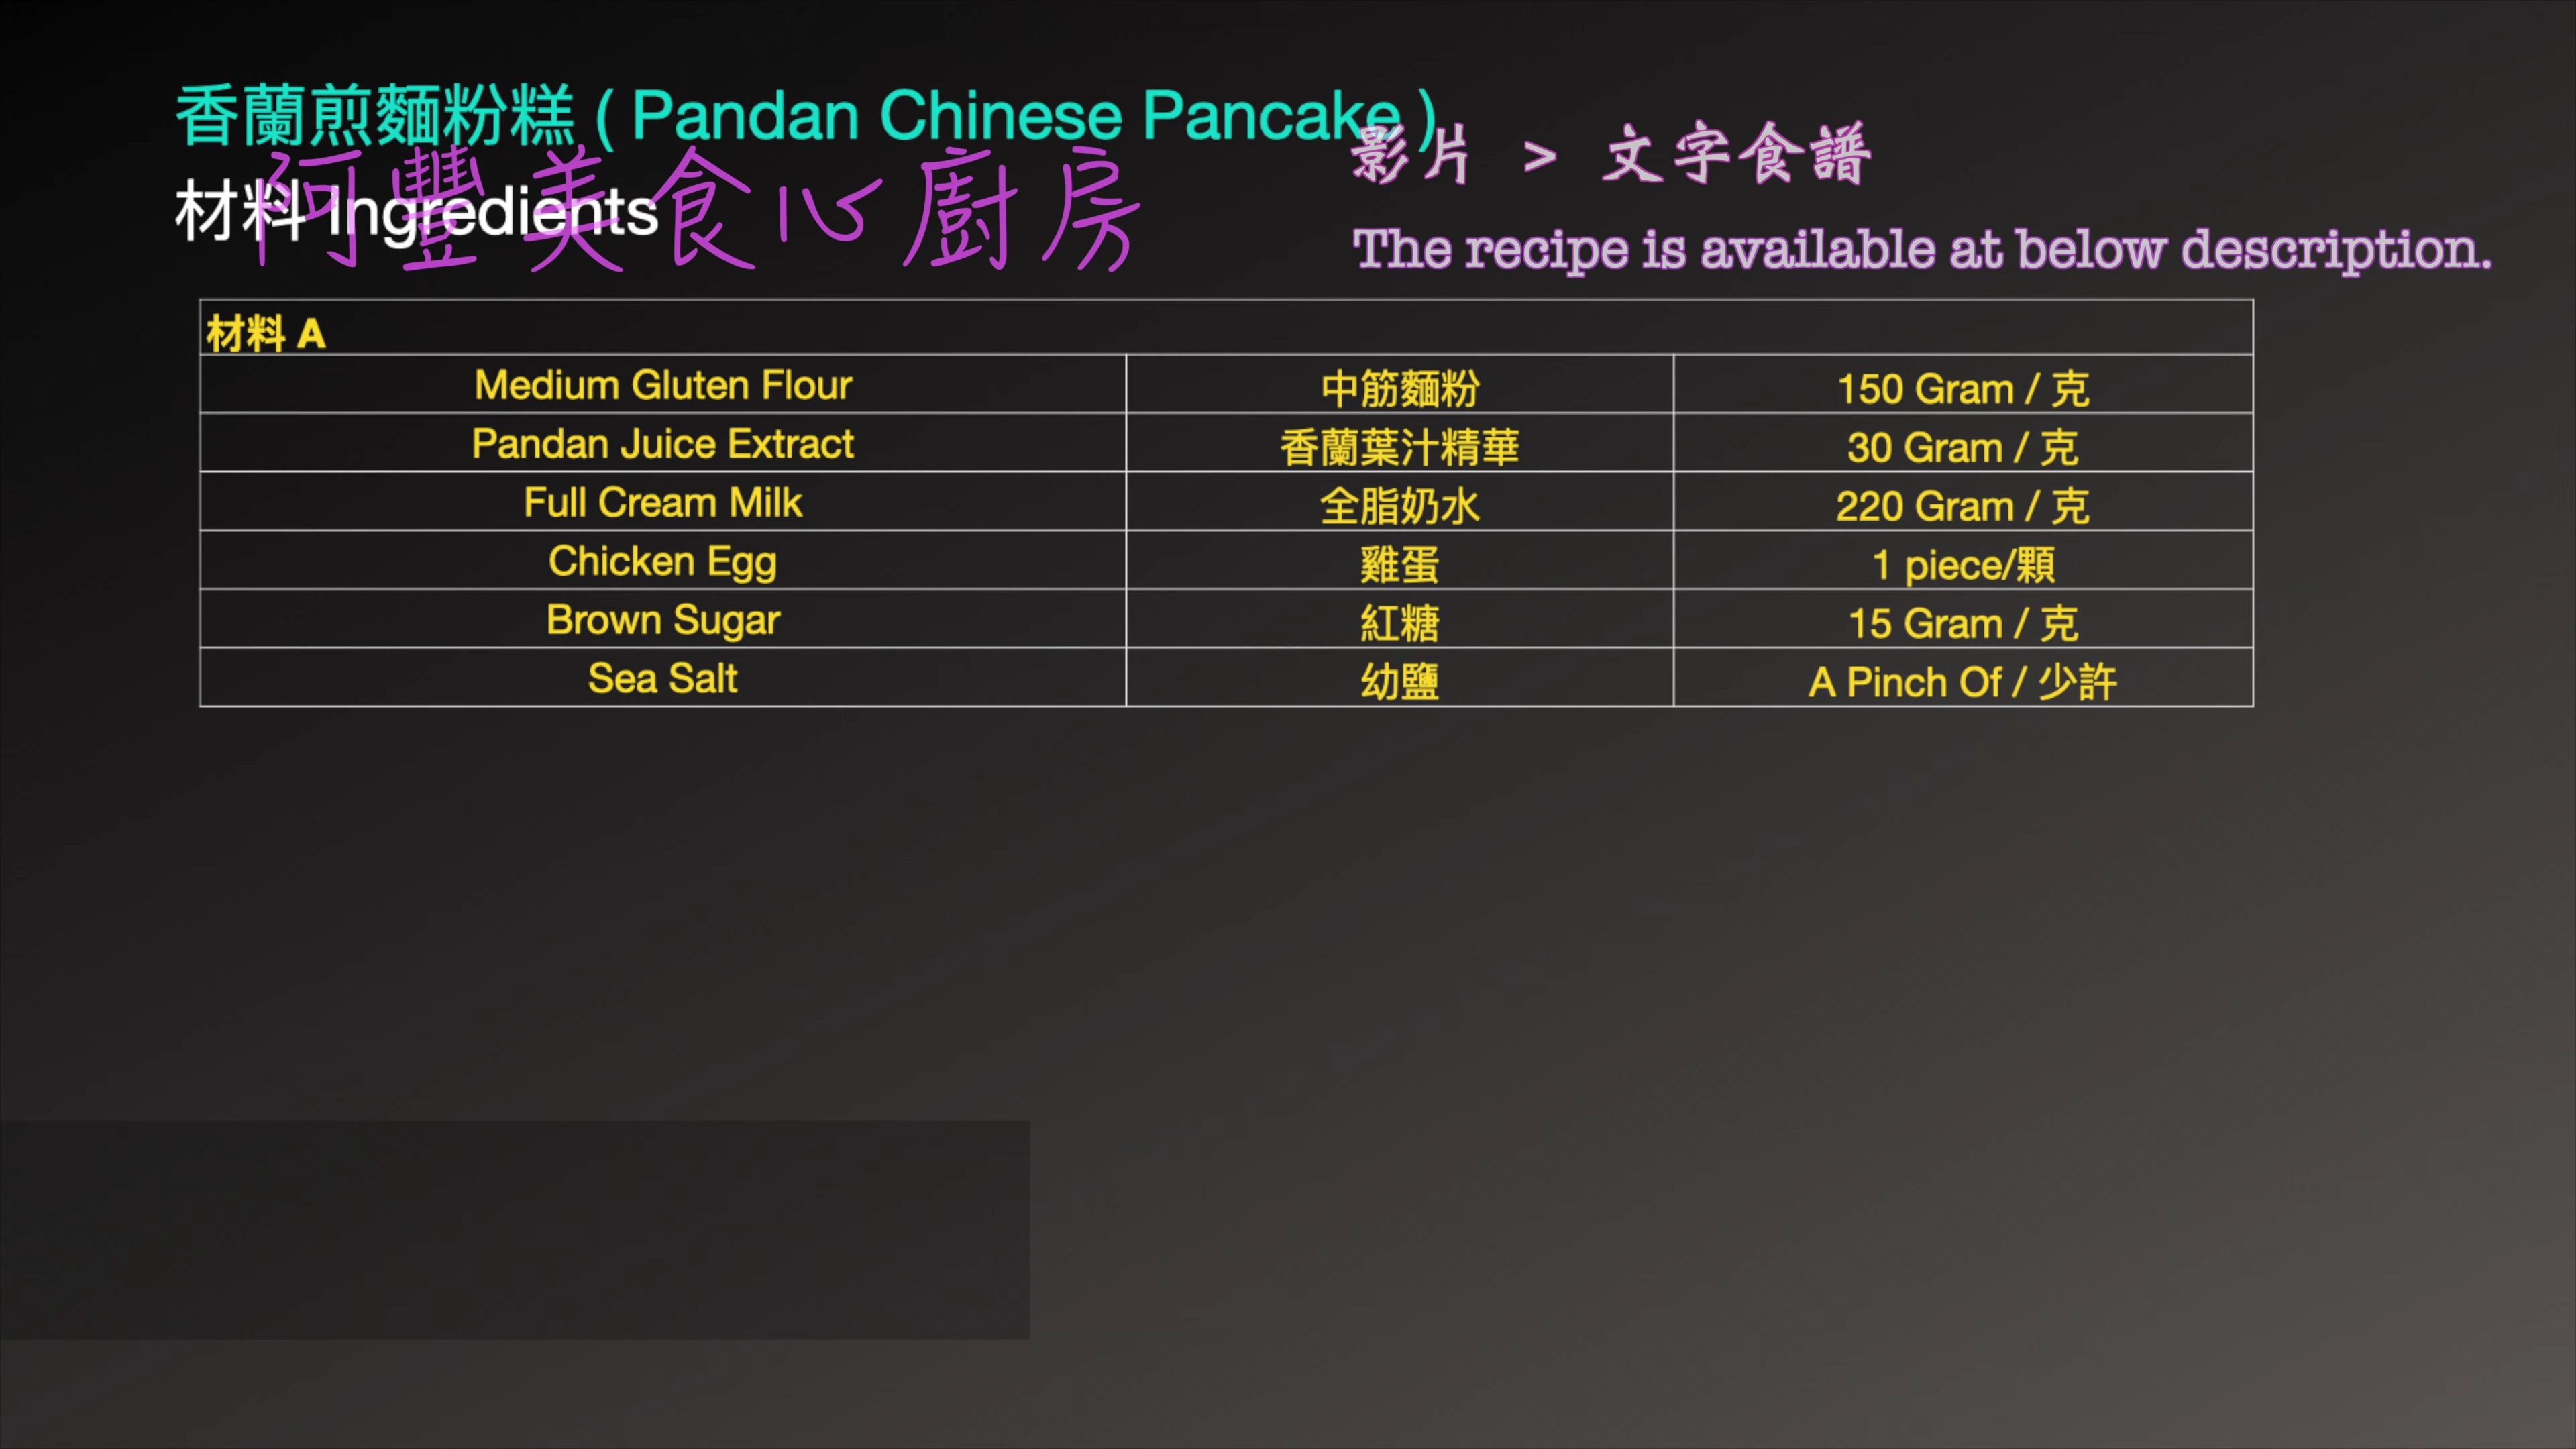 香蘭煎麵粉糕 ( Pandan Chinese Pancake )
材料 Ingredients
阿豐美食心廚房
影片 > 文字食譜
The recipe is available at below description.
材料 A
Medium Gluten Flour 中筋麵粉 150 Gram / 克
Pandan Juice Extract 香蘭葉汁精華 30 Gram / 克
Full Cream Milk 全脂奶水 220 Gram / 克
Chicken Egg 雞蛋 1 piece/顆
Brown Sugar 紅糖 15 Gram / 克
Sea Salt 幼鹽 A Pinch Of / 少許